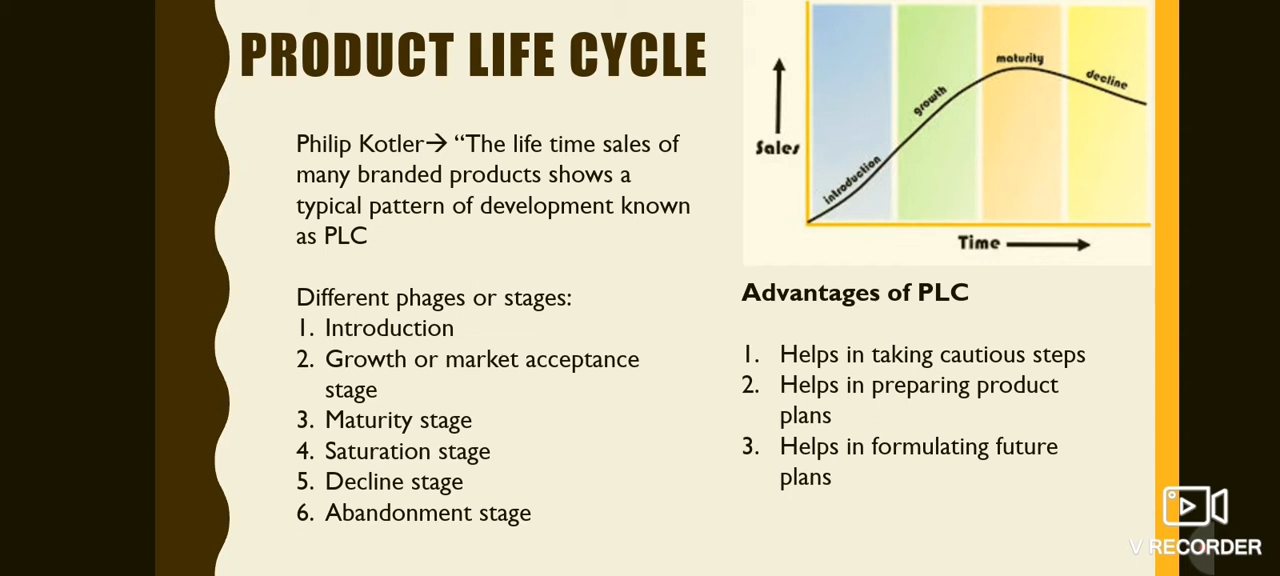 PRODUCT LIFE CYCLE
Philip Kotler→ “The life time sales of
many branded products shows a
typical pattern of development known
as PLC
Different phages or stages:
1. Introduction
2. Growth or market acceptance
stage
3. Maturity stage
4. Saturation stage
5. Decline stage
6. Abandonment stage
Sales
introduction
growth
maturity
decline
Time
Advantages of PLC
1. Helps in taking cautious steps
2. Helps in preparing product
plans
3. Helps in formulating future
plans
V RECORDER